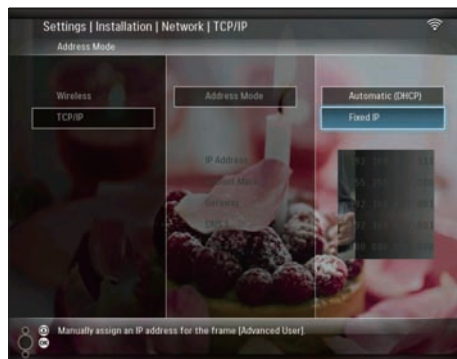 Settings | Installation | Network | TCP/IP
Address Mode
Wireless
Address Mode
Automatic (DHCP)
TCP/IP
Fixed IP
IP Address
Gateway
Manually assign an IP address for the frame [Advanced User].
OK